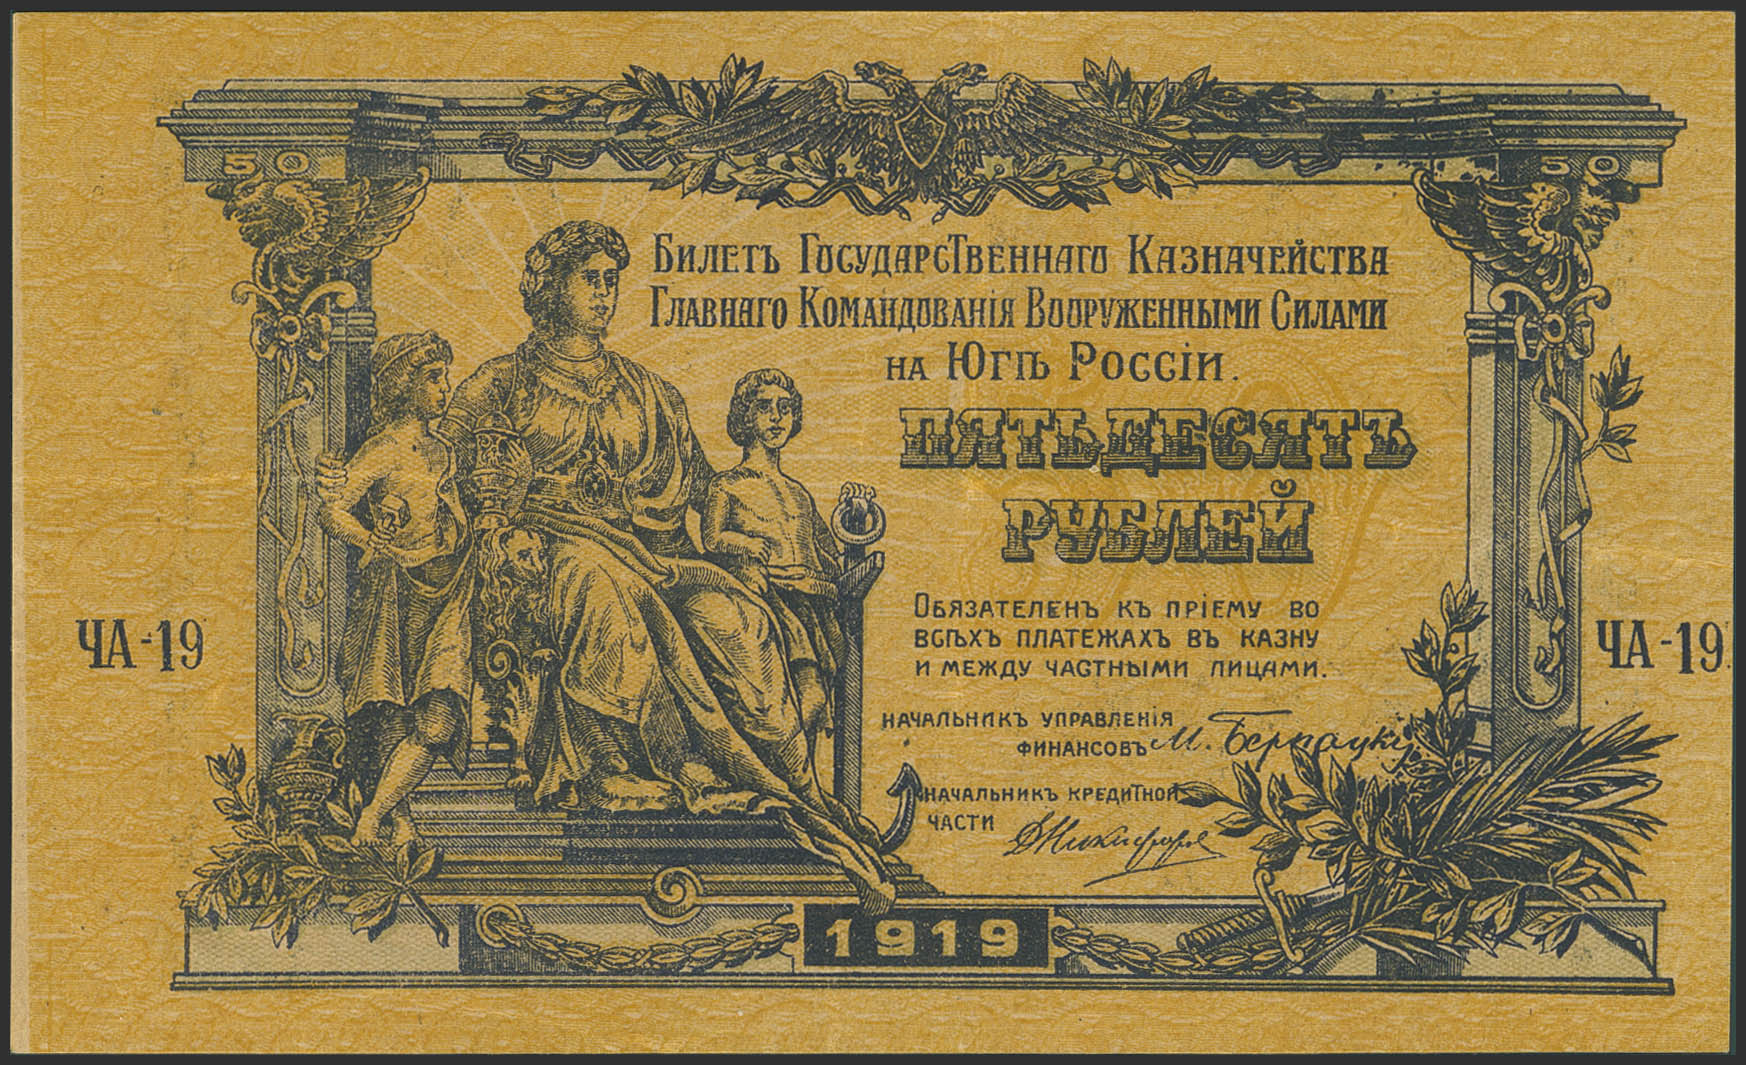 50
50
Билетъ Государственнаго Казначейства
Главнаго Командованія Вооруженными Силами
на Югѣ Россіи.
ПЯТЬДЕСЯТЪ
РУБЛЕЙ
Обязателенъ къ пріему во
всѣхъ платежахъ въ казну
и между частными лицами.
ЧА-19
ЧА-19
Начальникъ управленія
финансовъ М. Бернацкій
Начальникъ кредитной
части
1919